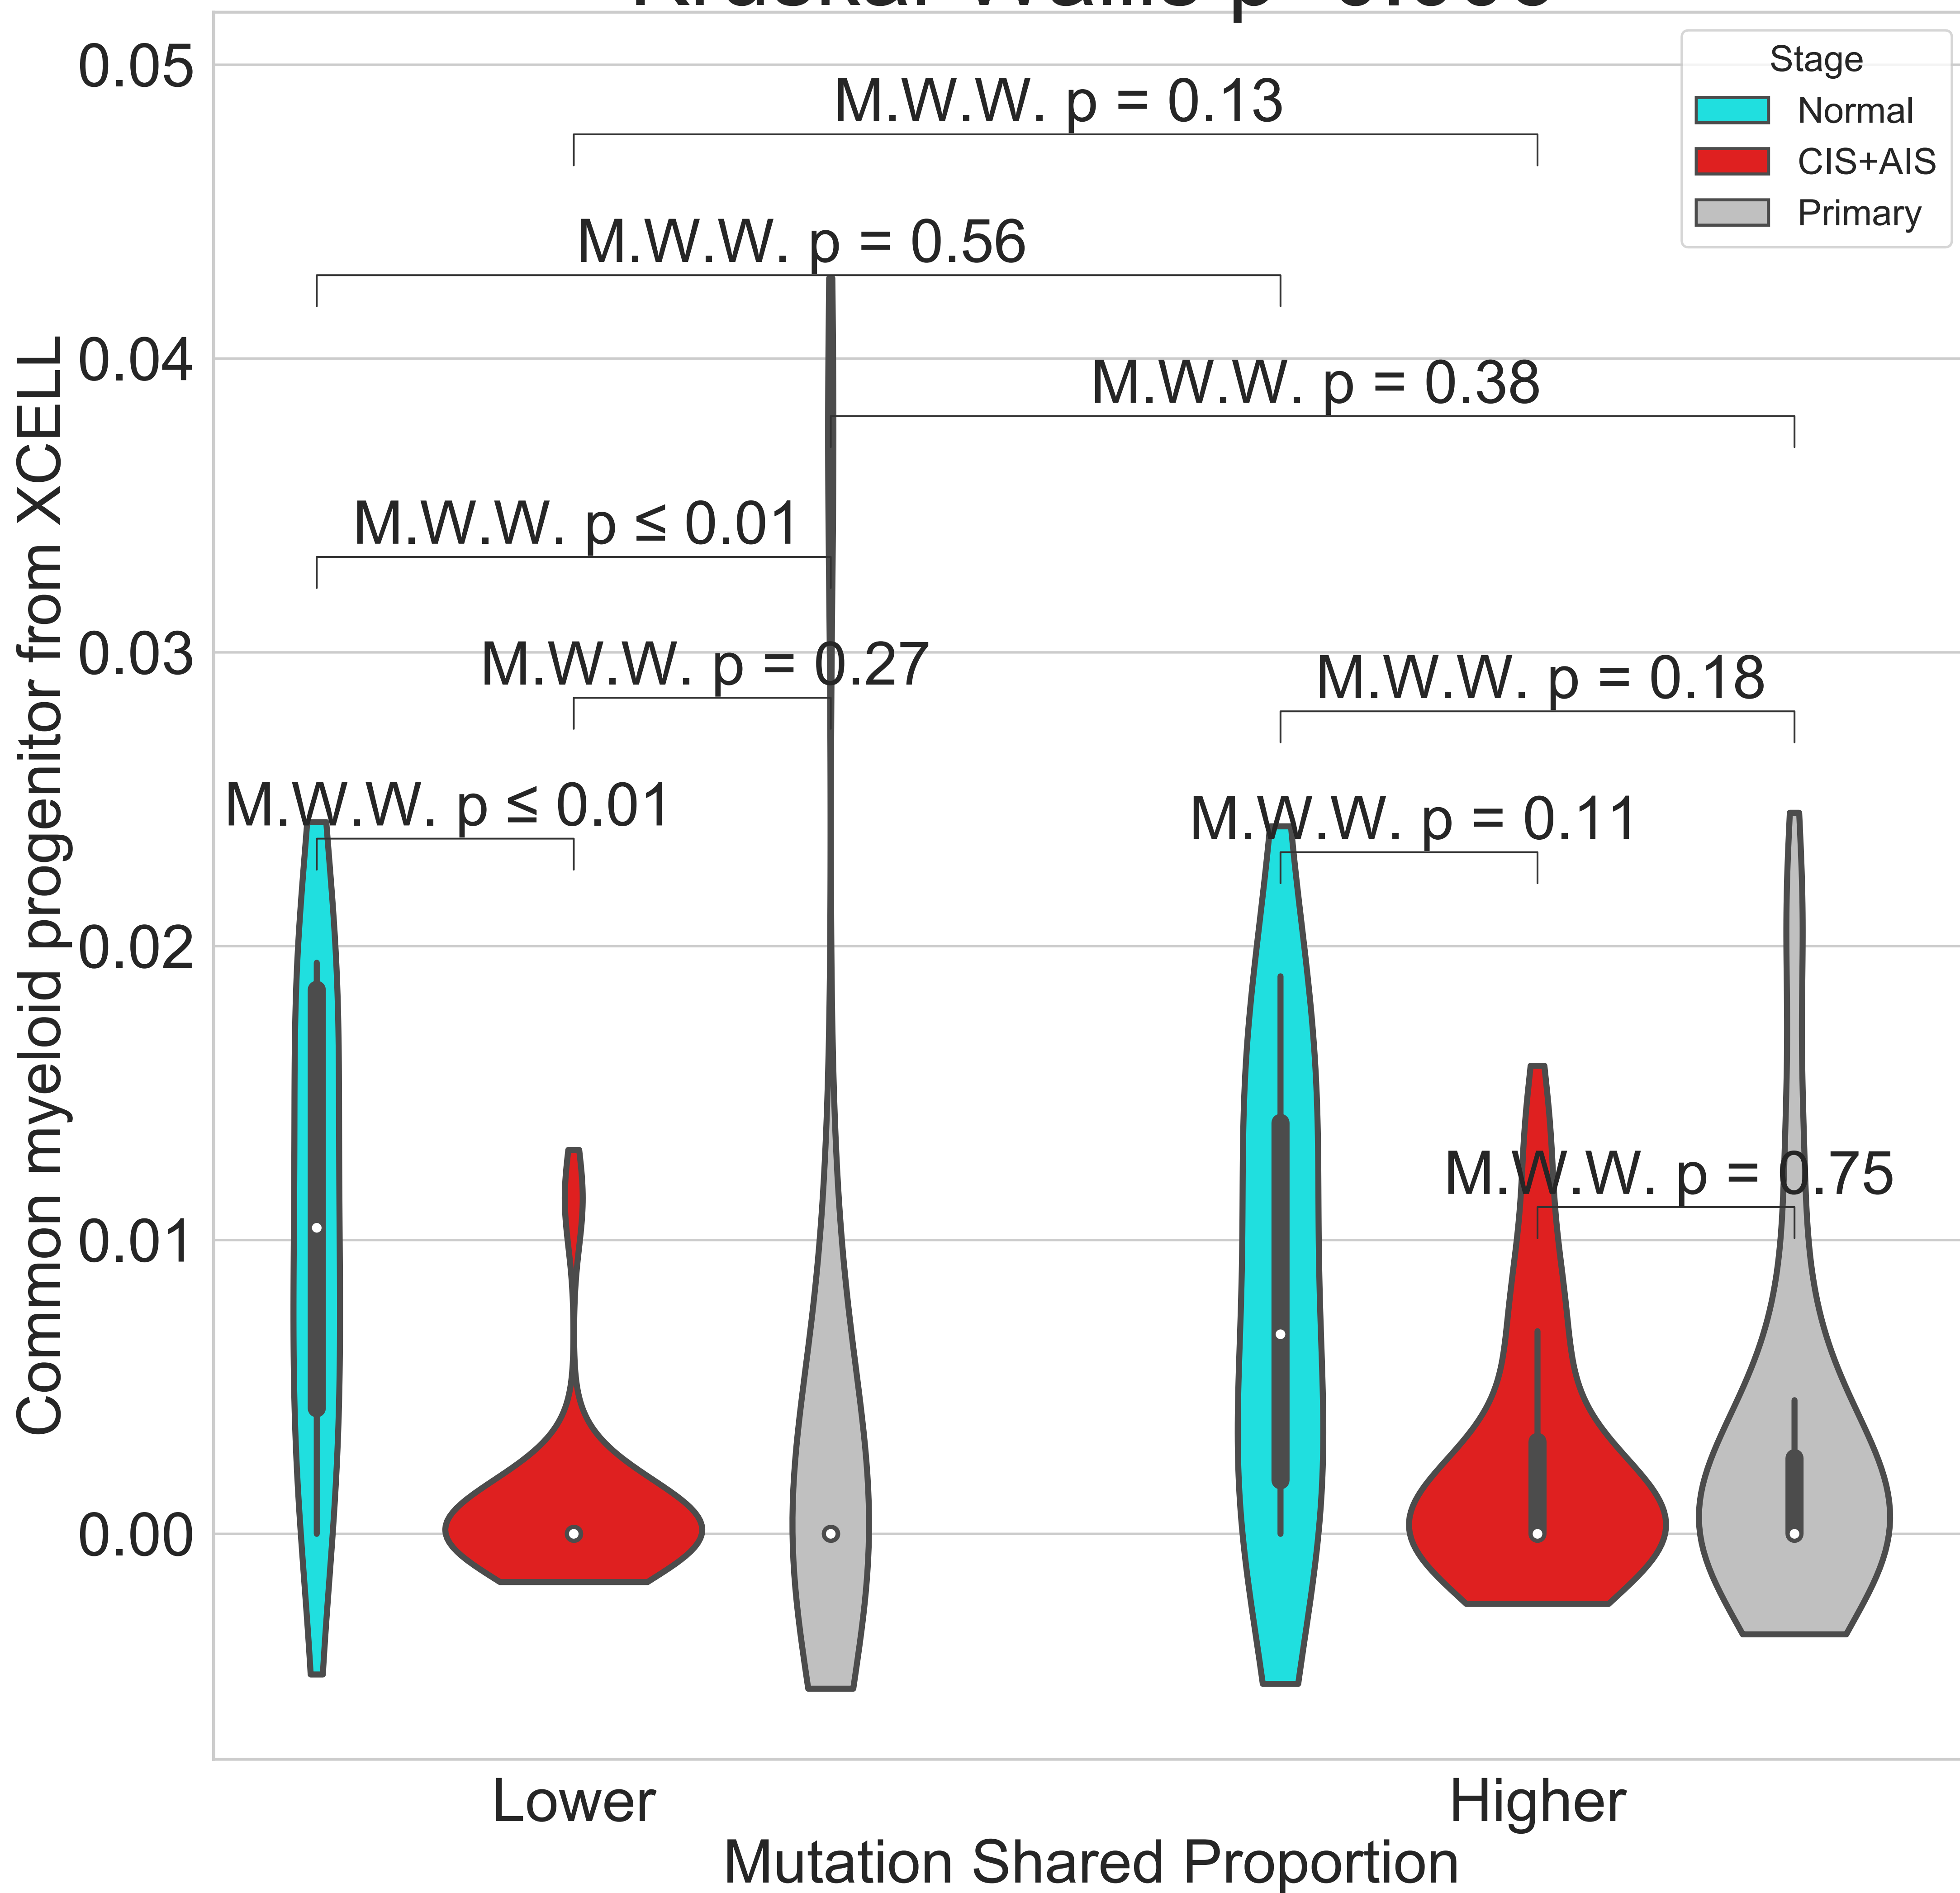 0.05
0.04
0.03
0.02
0.01
0.00
Common myeloid progenitor from XCELL
Stage
Normal
CIS+AIS
Primary
M.W.W. p = 0.13
M.W.W. p = 0.56
M.W.W. p = 0.38
M.W.W. p ≤ 0.01
M.W.W. p = 0.27
M.W.W. p = 0.18
M.W.W. p ≤ 0.01
M.W.W. p = 0.11
M.W.W. p = 0.75
Lower
Higher
Mutation Shared Proportion